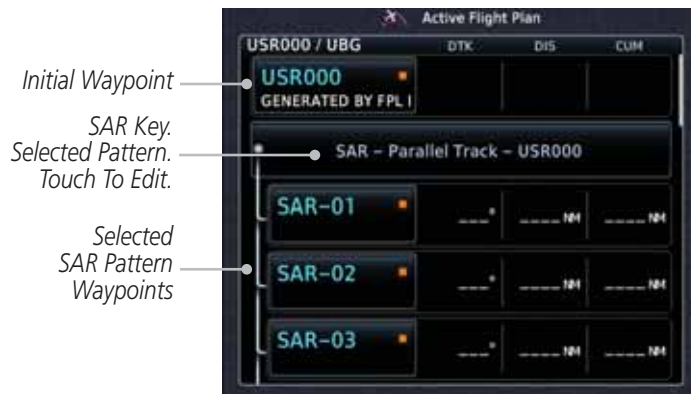 Active Flight Plan
USR000 / UBG DTK DIS CUM
Initial Waypoint
USR000
GENERATED BY FPL I
SAR Key.
Selected Pattern.
Touch To Edit.
SAR – Parallel Track – USR000
SAR-01 ___° ____NM ____NM
Selected
SAR Pattern
Waypoints
SAR-02 ___° ____NM ____NM
SAR-03 ___° ____NM ____NM